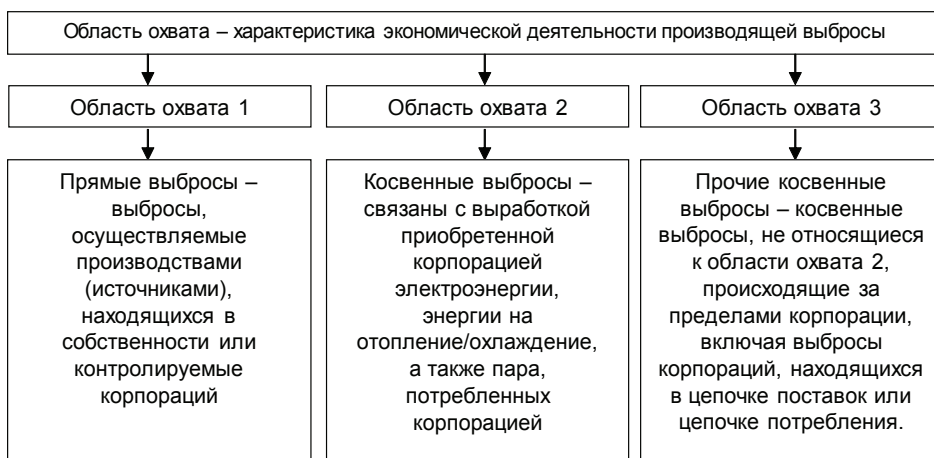 Область охвата – характеристика экономической деятельности производящей выбросы
Область охвата 1
Область охвата 2
Область охвата 3
Прямые выбросы –
выбросы,
осуществляемые
производствами
(источниками),
находящихся в
собственности или
контролируемые
корпораций
Косвенные выбросы –
связаны с выработкой
приобретенной
корпорацией
электроэнергии,
энергии на
отопление/охлаждение,
а также пара,
потребленных
корпорацией
Прочие косвенные
выбросы – косвенные
выбросы, не относящиеся
к области охвата 2,
происходящие за
пределами корпорации,
включая выбросы
корпораций, находящихся
в цепочке поставок или
цепочке потребления.